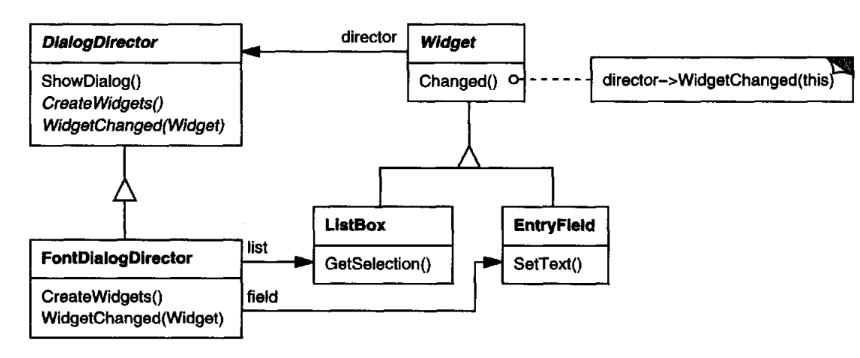 DialogDirector
director
Widget
ShowDialog()
CreateWidgets()
WidgetChanged(Widget)
Changed()
director->WidgetChanged(this)
ListBox
EntryField
FontDialogDirector
list
GetSelection()
SetText()
CreateWidgets()
field
WidgetChanged(Widget)